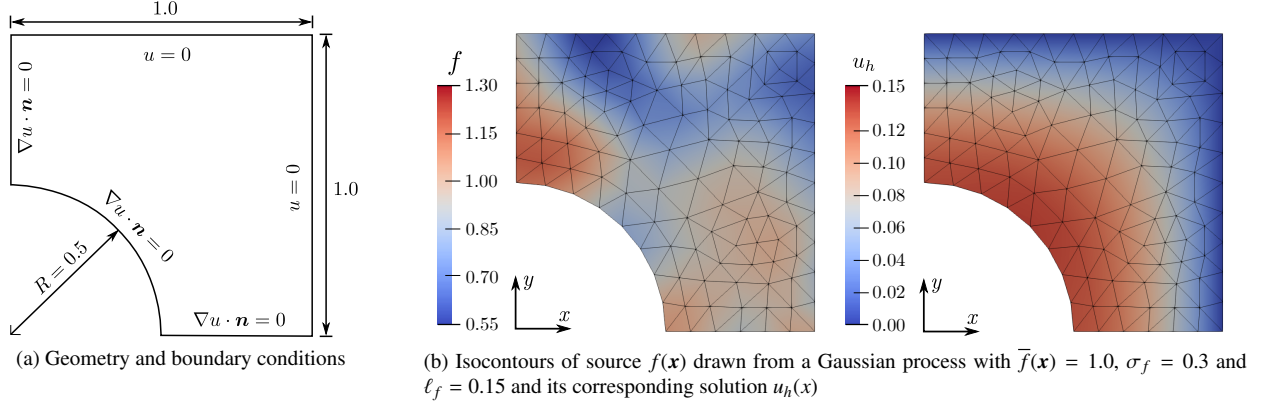 1.0
u = 0
∇u · n = 0
u = 0
1.0
∇u · n = 0
R = 0.5
∇u · n = 0
(a) Geometry and boundary conditions
f
1.30
1.15
1.00
0.85
0.70
0.55
y
x
u_h
0.15
0.12
0.10
0.08
0.06
0.04
0.02
0.00
y
x
(b) Isocontours of source f(x) drawn from a Gaussian process with f̅(x) = 1.0, σ_f = 0.3 and
ℓ_f = 0.15 and its corresponding solution u_h(x)